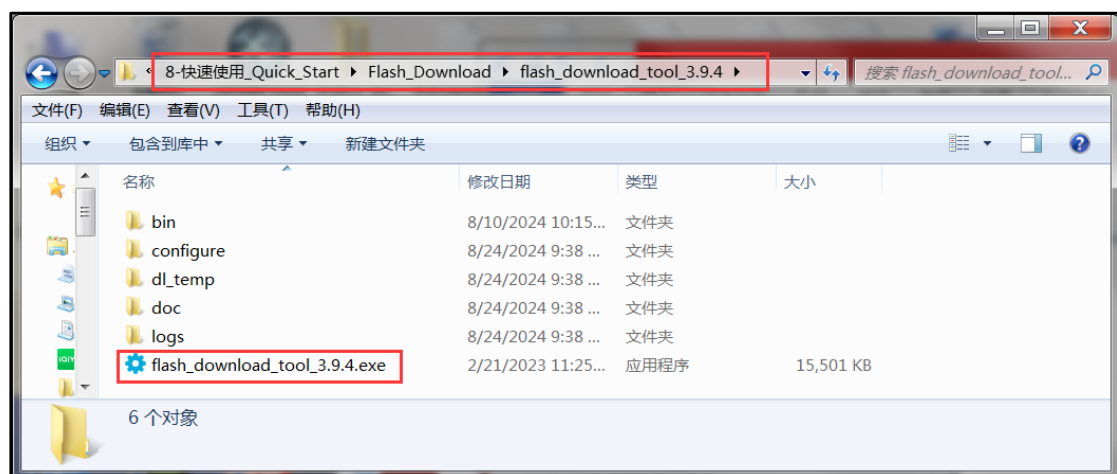 8-快速使用_Quick_Start ▸ Flash_Download ▸ flash_download_tool_3.9.4 ▸
搜索 flash_download_tool...
文件(F) 编辑(E) 查看(V) 工具(T) 帮助(H)
组织 包含到库中 共享 新建文件夹
名称 修改日期 类型 大小
bin 8/10/2024 10:15... 文件夹
configure 8/24/2024 9:38 ... 文件夹
dl_temp 8/24/2024 9:38 ... 文件夹
doc 8/24/2024 9:38 ... 文件夹
logs 8/24/2024 9:38 ... 文件夹
flash_download_tool_3.9.4.exe 2/21/2023 11:25... 应用程序 15,501 KB
6 个对象